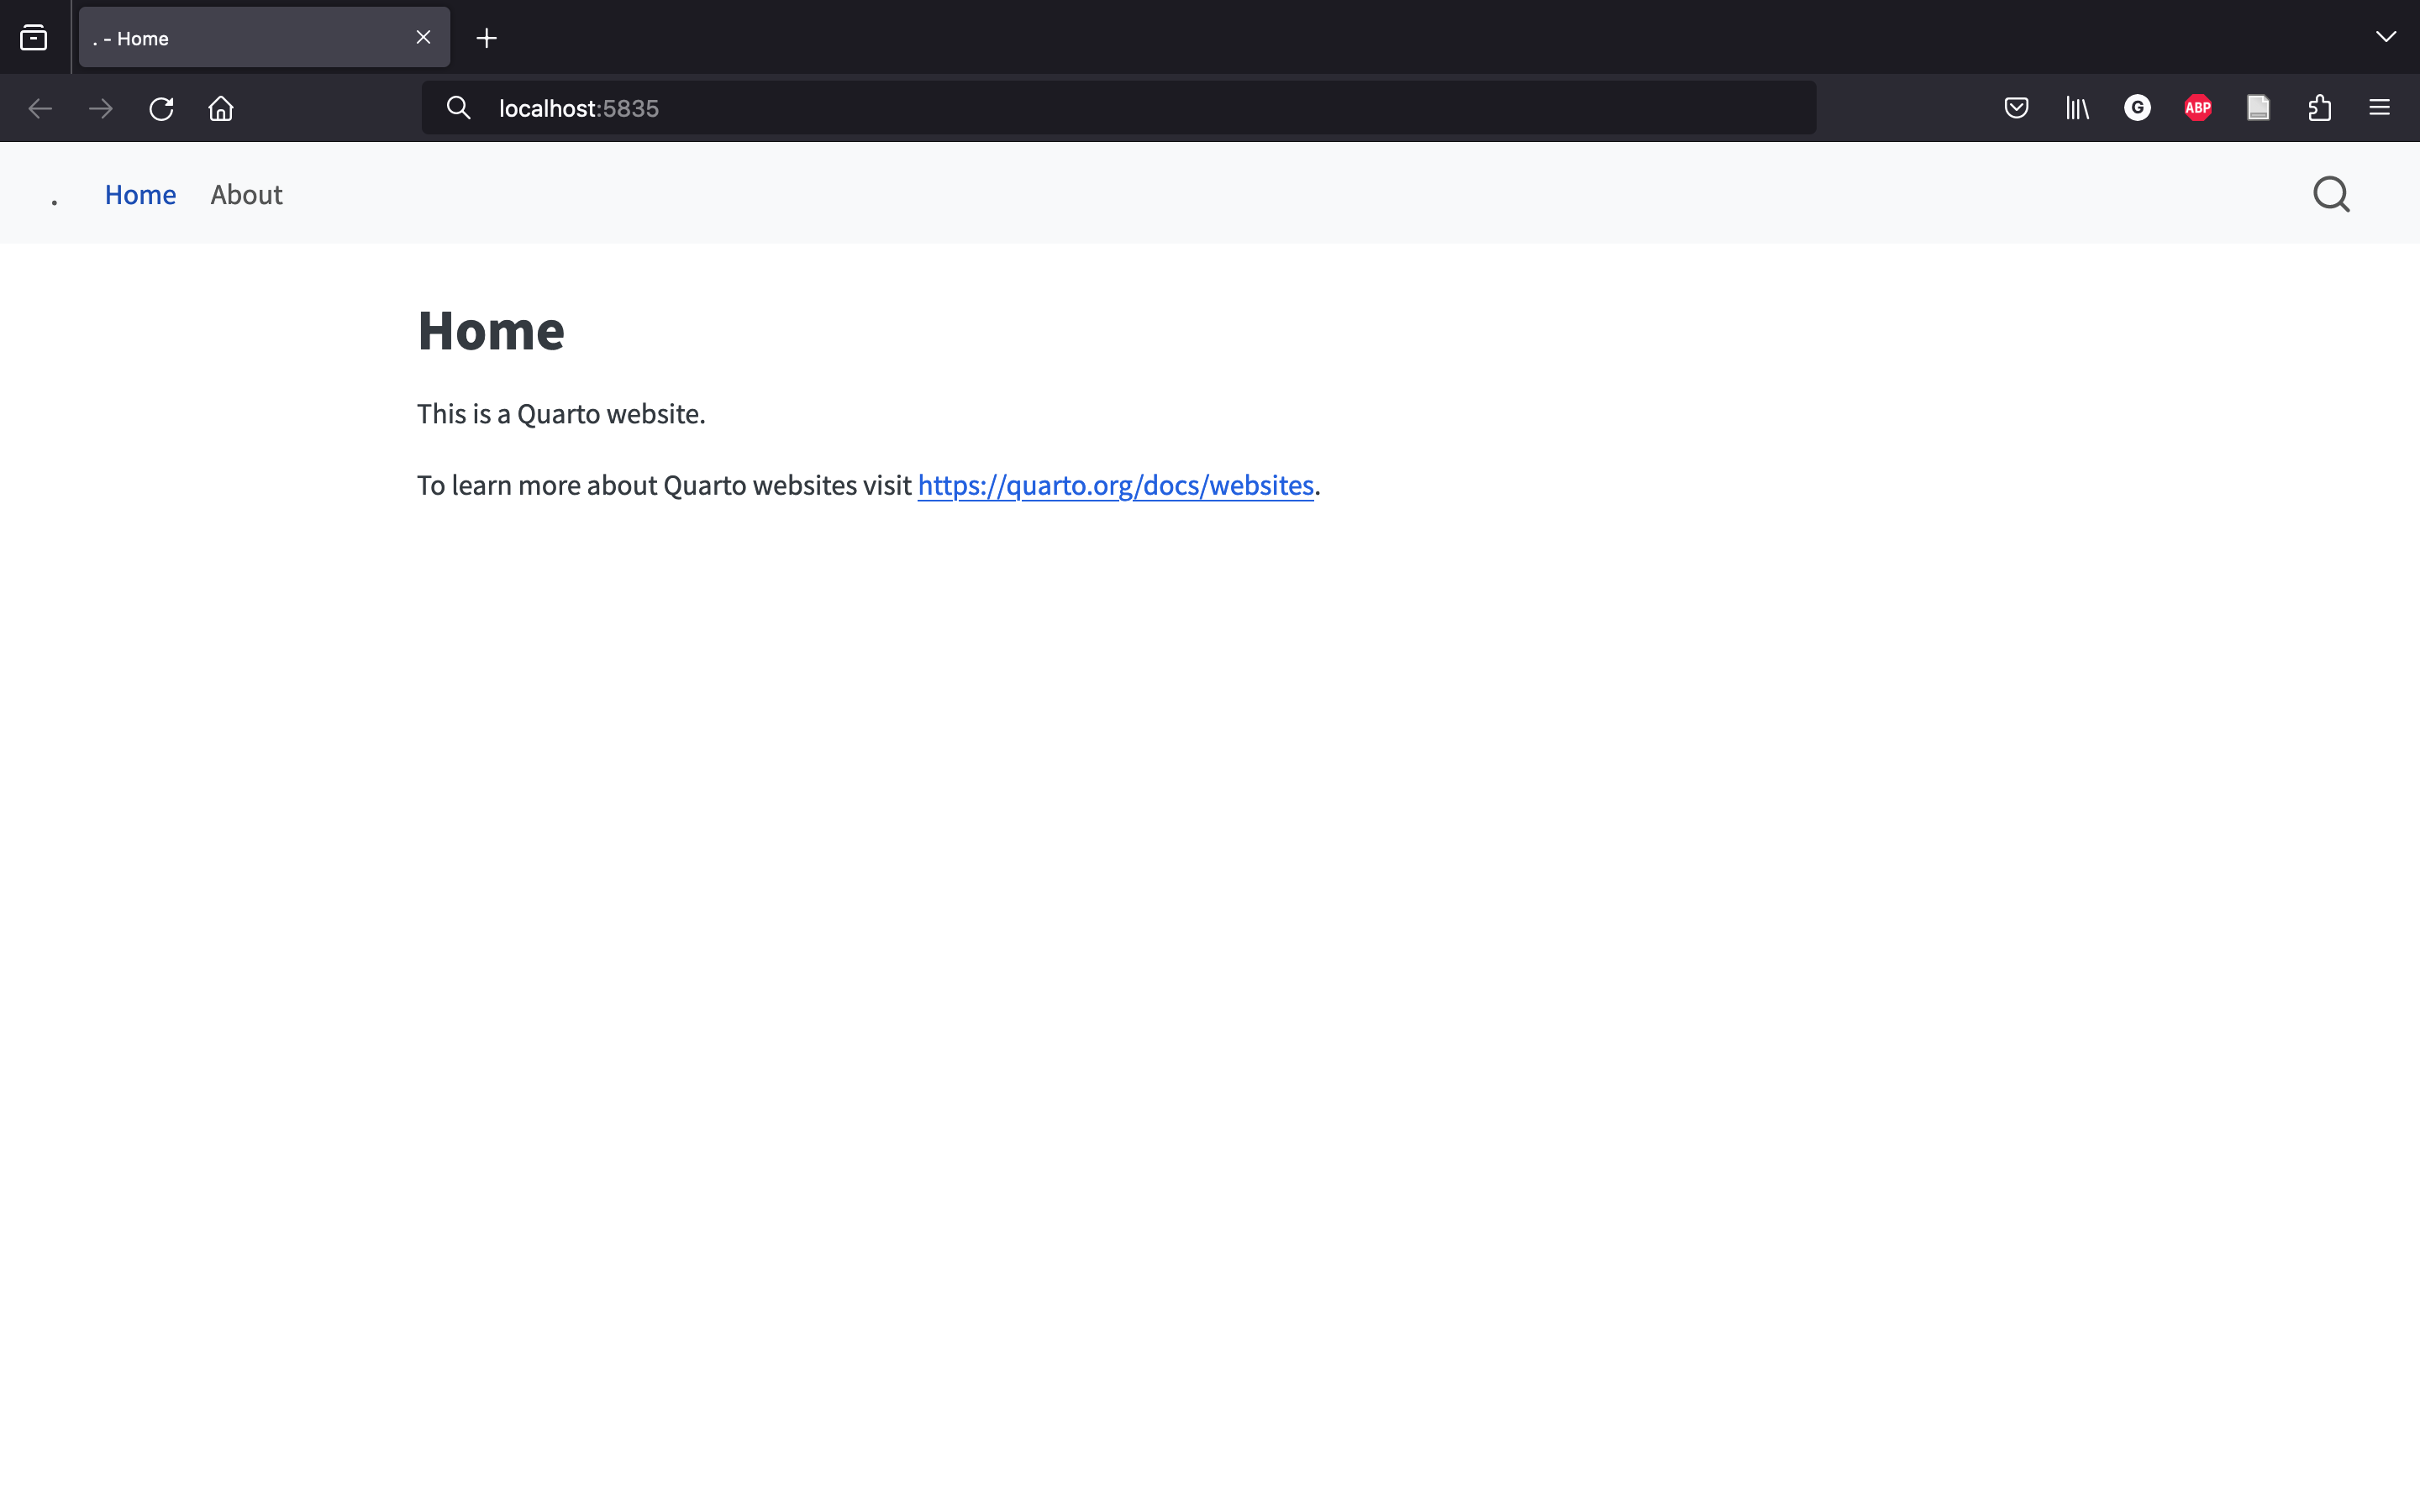 . - Home
localhost:5835
G
ABP
. Home About
Home
This is a Quarto website.
To learn more about Quarto websites visit https://quarto.org/docs/websites.